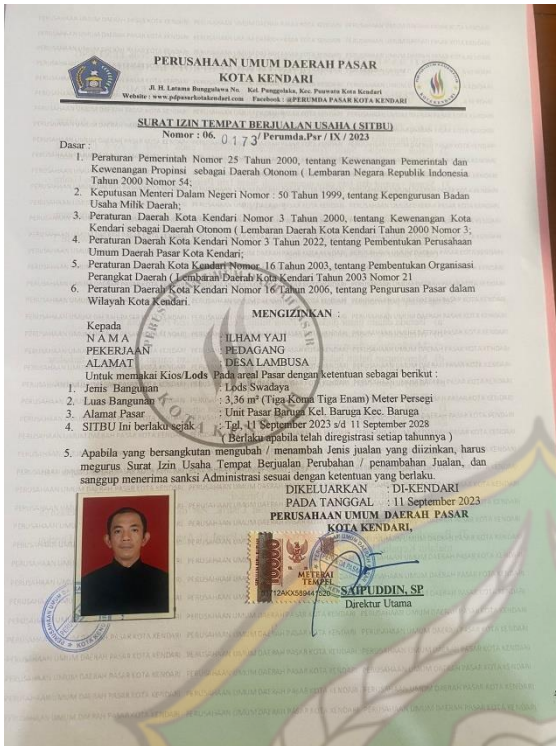 PERUSAHAAN UMUM DAERAH PASAR
KOTA KENDARI
Jl. H. Latama Bunggulawa No. Kel. Punggolaka, Kec. Puuwatu Kota Kendari
Website : www.pdpasarkotakendari.com Facebook : @PERUMDA PASAR KOTA KENDARI
SURAT IZIN TEMPAT BERJUALAN USAHA ( SITBU)
Nomor : 06. 0173/ Perumda.Psr / IX / 2023
Dasar :
1. Peraturan Pemerintah Nomor 25 Tahun 2000, tentang Kewenangan Pemerintah dan
Kewenangan Propinsi sebagai Daerah Otonom ( Lembaran Negara Republik Indonesia
Tahun 2000 Nomor 54;
2. Keputusan Menteri Dalam Negeri Nomor : 50 Tahun 1999, tentang Kepengurusan Badan
Usaha Milik Daerah;
3. Peraturan Daerah Kota Kendari Nomor 3 Tahun 2000, tentang Kewenangan Kota
Kendari sebagai Daerah Otonom ( Lembaran Daerah Kota Kendari Tahun 2000 Nomor 3;
4. Peraturan Daerah Kota Kendari Nomor 3 Tahun 2022, tentang Pembentukan Perusahaan
Umum Daerah Pasar Kota Kendari;
5. Peraturan Daerah Kota Kendari Nomor 16 Tahun 2003, tentang Pembentukan Organisasi
Perangkat Daerah ( Lembaran Daerah Kota Kendari Tahun 2003 Nomor 21
6. Peraturan Daerah Kota Kendari Nomor 16 Tahun 2006, tentang Pengurusan Pasar dalam
Wilayah Kota Kendari.
MENGIZINKAN :
Kepada
N A M A : ILHAM YAJI
PEKERJAAN : PEDAGANG
ALAMAT : DESA LAMBUSA
Untuk memakai Kios/Lods Pada areal Pasar dengan ketentuan sebagai berikut :
1. Jenis Bangunan : Lods Swadaya
2. Luas Bangunan : 3,36 m² (Tiga Koma Tiga Enam) Meter Persegi
3. Alamat Pasar : Unit Pasar Baruga Kel. Baruga Kec. Baruga
4. SITBU Ini berlaku sejak : Tgl, 11 September 2023 s/d 11 September 2028
( Berlaku apabila telah diregistrasi setiap tahunnya )
5. Apabila yang bersangkutan mengubah / menambah Jenis jualan yang diizinkan, harus
megurus Surat Izin Usaha Tempat Berjualan Perubahan / penambahan Jualan, dan
sanggup menerima sanksi Administrasi sesuai dengan ketentuan yang berlaku.
DIKELUARKAN : DI-KENDARI
PADA TANGGAL : 11 September 2023
PERUSAHAAN UMUM DAERAH PASAR
KOTA KENDARI,
10000
METERAI
TEMPEL
SAIPUDDIN, SP
Direktur Utama